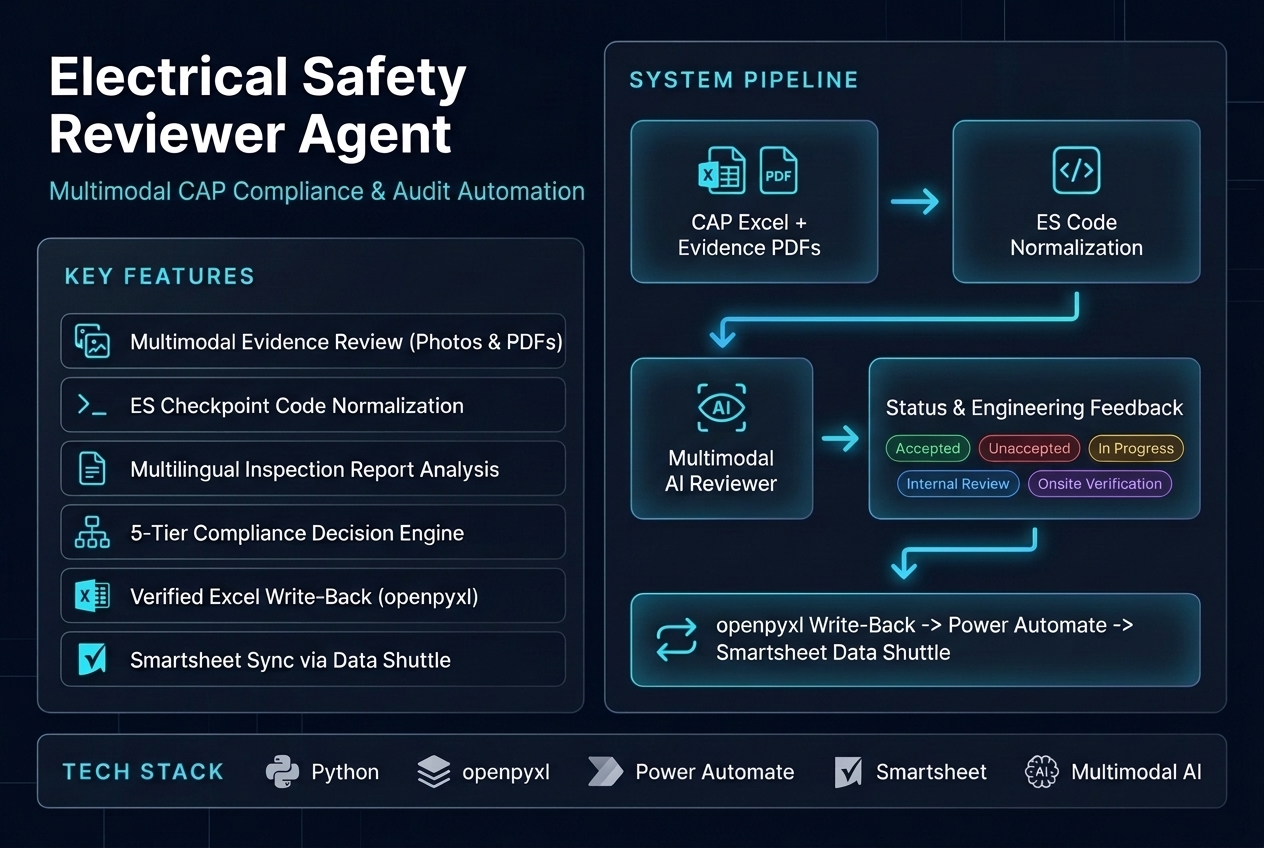 Electrical Safety
Reviewer Agent
Multimodal CAP Compliance & Audit Automation
KEY FEATURES
Multimodal Evidence Review (Photos & PDFs)
ES Checkpoint Code Normalization
Multilingual Inspection Report Analysis
5-Tier Compliance Decision Engine
X
Verified Excel Write-Back (openpyxl)
Smartsheet Sync via Data Shuttle
SYSTEM PIPELINE
X
PDF
CAP Excel +
Evidence PDFs
</>
ES Code
Normalization
AI
Multimodal
AI Reviewer
Status & Engineering Feedback
Accepted
Unaccepted
In Progress
Internal Review
Onsite Verification
openpyxl Write-Back -> Power Automate ->
Smartsheet Data Shuttle
TECH STACK
Python
openpyxl
Power Automate
Smartsheet
AI
Multimodal AI